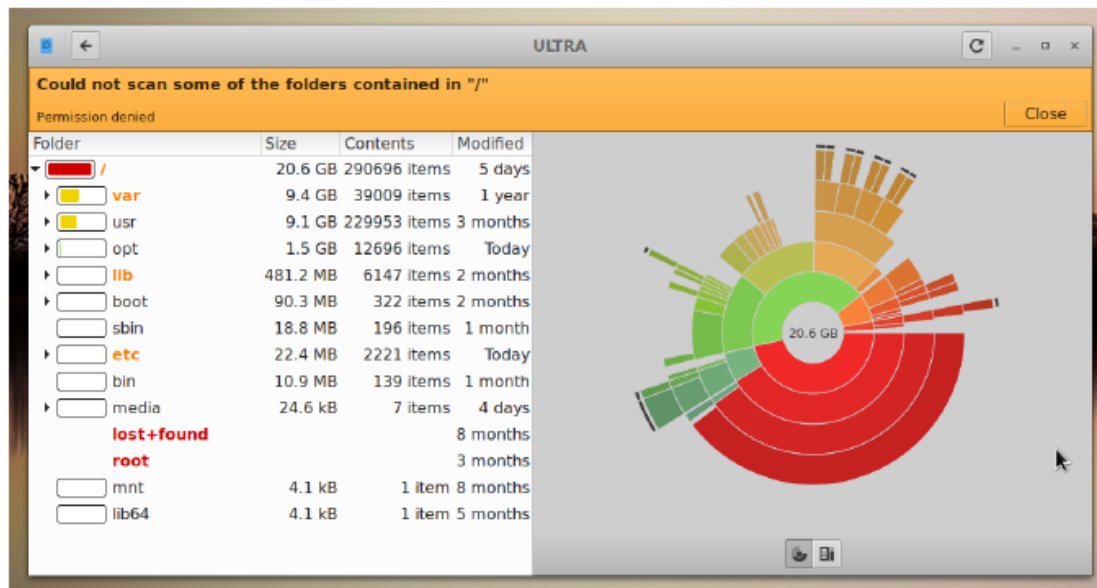 ULTRA
Could not scan some of the folders contained in "/"
Permission denied
Close
Folder Size Contents Modified
/ 20.6 GB 290696 items 5 days
var 9.4 GB 39009 items 1 year
usr 9.1 GB 229953 items 3 months
opt 1.5 GB 12696 items Today
lib 481.2 MB 6147 items 2 months
boot 90.3 MB 322 items 2 months
sbin 18.8 MB 196 items 1 month
etc 22.4 MB 2221 items Today
bin 10.9 MB 139 items 1 month
media 24.6 kB 7 items 4 days
lost+found 8 months
root 3 months
mnt 4.1 kB 1 item 8 months
lib64 4.1 kB 1 item 5 months
20.6 GB